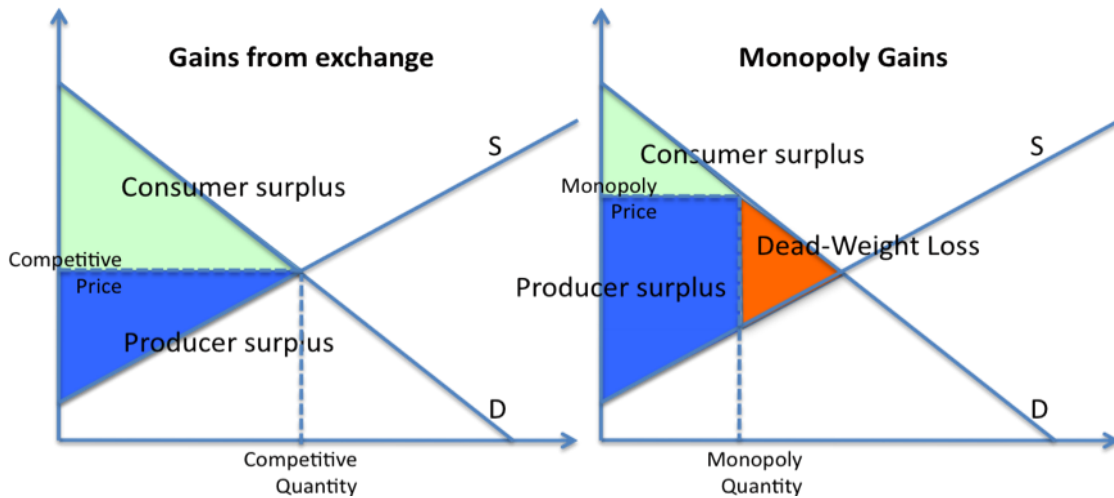 Gains from exchange
S
Consumer surplus
Competitive
Price
Producer surplus
D
Competitive
Quantity
Monopoly Gains
S
Consumer surplus
Monopoly
Price
Dead-Weight Loss
Producer surplus
D
Monopoly
Quantity